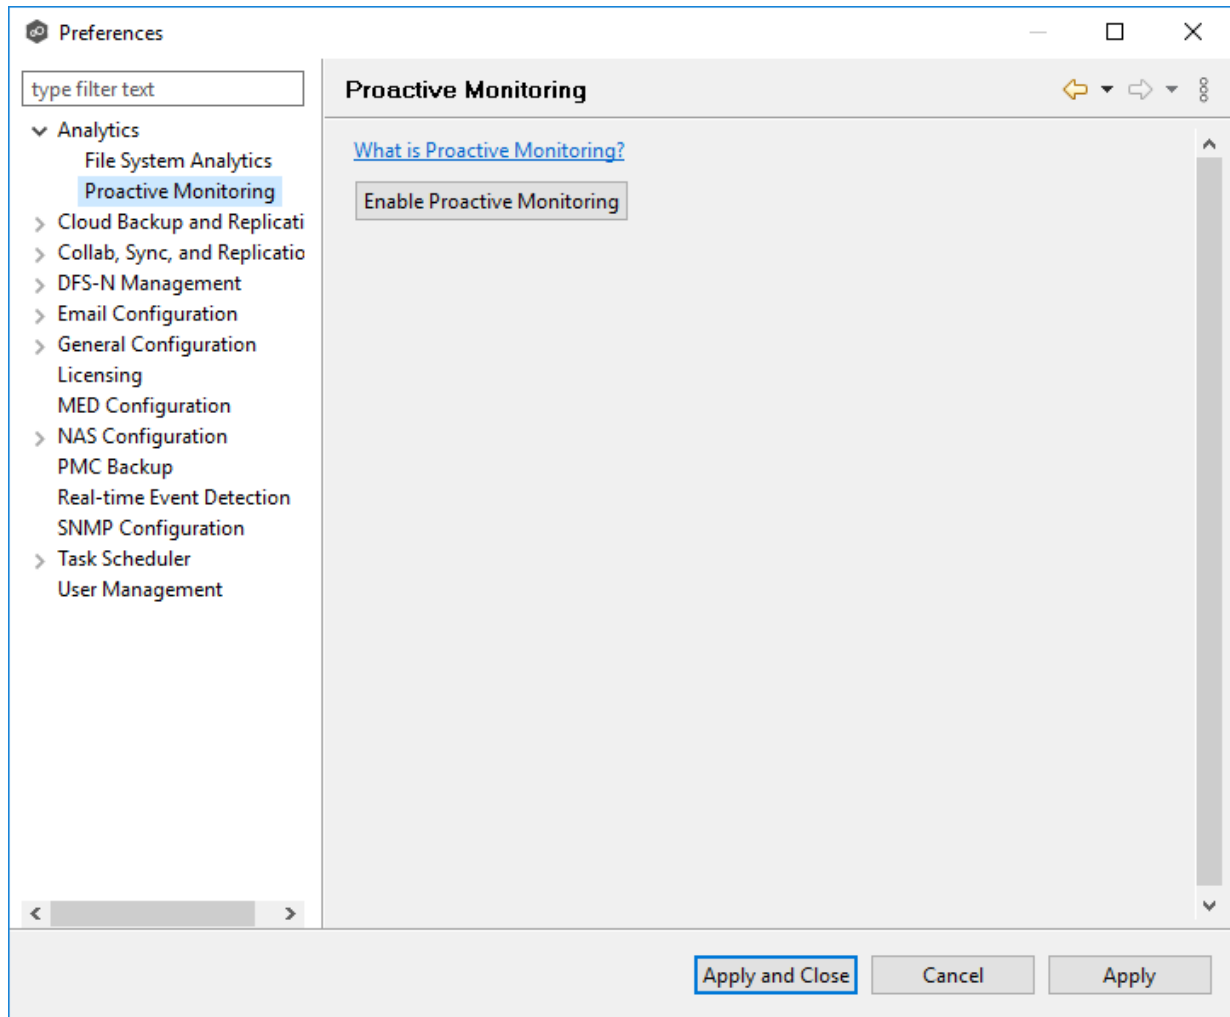 Preferences
type filter text
Analytics
File System Analytics
Proactive Monitoring
Cloud Backup and Replicati
Collab, Sync, and Replicatio
DFS-N Management
Email Configuration
General Configuration
Licensing
MED Configuration
NAS Configuration
PMC Backup
Real-time Event Detection
SNMP Configuration
Task Scheduler
User Management
Proactive Monitoring
What is Proactive Monitoring?
Enable Proactive Monitoring
Apply and Close
Cancel
Apply